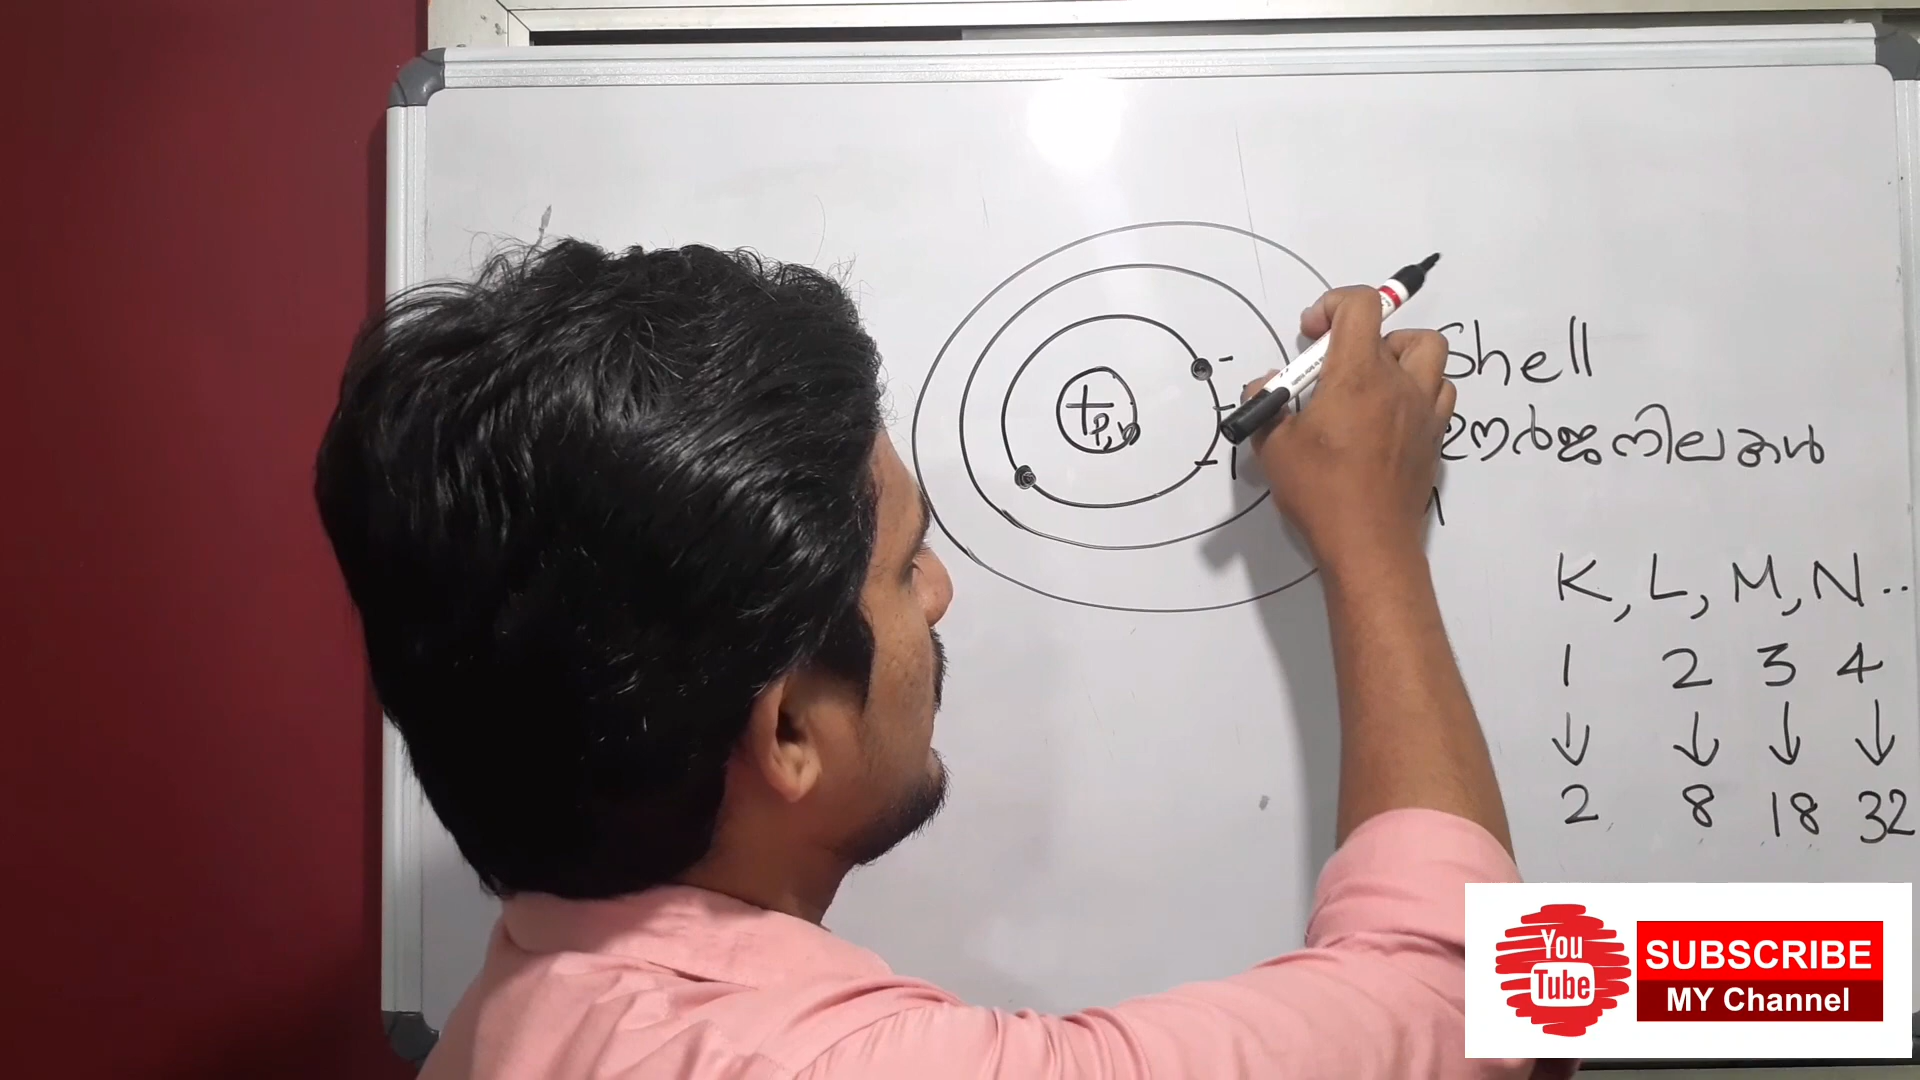 +
P, n
Shell
ഊർജനിലകൾ
K, L, M, N..
1 2 3 4
↓ ↓ ↓ ↓
2 8 18 32
You
Tube
SUBSCRIBE
MY Channel